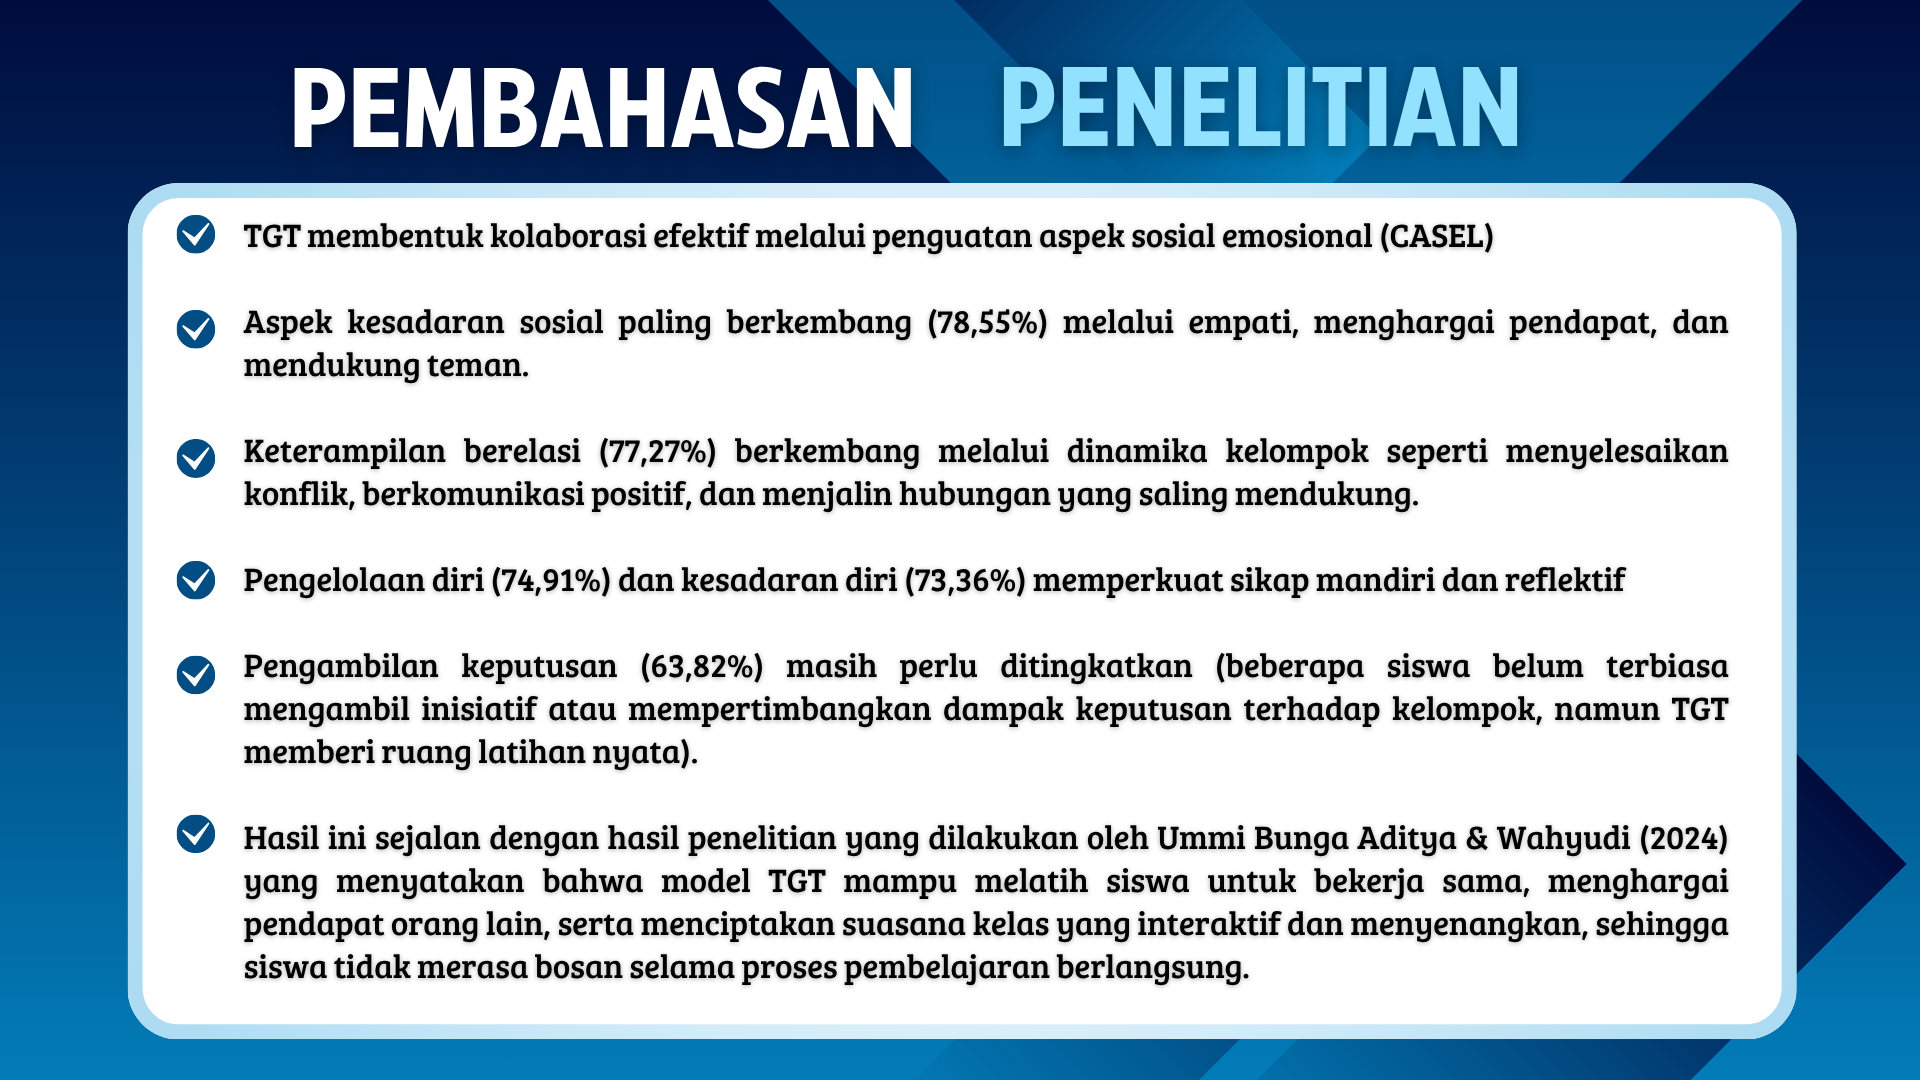 PEMBAHASAN PENELITIAN
TGT membentuk kolaborasi efektif melalui penguatan aspek sosial emosional (CASEL)
Aspek kesadaran sosial paling berkembang (78,55%) melalui empati, menghargai pendapat, dan
mendukung teman.
Keterampilan berelasi (77,27%) berkembang melalui dinamika kelompok seperti menyelesaikan
konflik, berkomunikasi positif, dan menjalin hubungan yang saling mendukung.
Pengelolaan diri (74,91%) dan kesadaran diri (73,36%) memperkuat sikap mandiri dan reflektif
Pengambilan keputusan (63,82%) masih perlu ditingkatkan (beberapa siswa belum terbiasa
mengambil inisiatif atau mempertimbangkan dampak keputusan terhadap kelompok, namun TGT
memberi ruang latihan nyata).
Hasil ini sejalan dengan hasil penelitian yang dilakukan oleh Ummi Bunga Aditya & Wahyudi (2024)
yang menyatakan bahwa model TGT mampu melatih siswa untuk bekerja sama, menghargai
pendapat orang lain, serta menciptakan suasana kelas yang interaktif dan menyenangkan, sehingga
siswa tidak merasa bosan selama proses pembelajaran berlangsung.